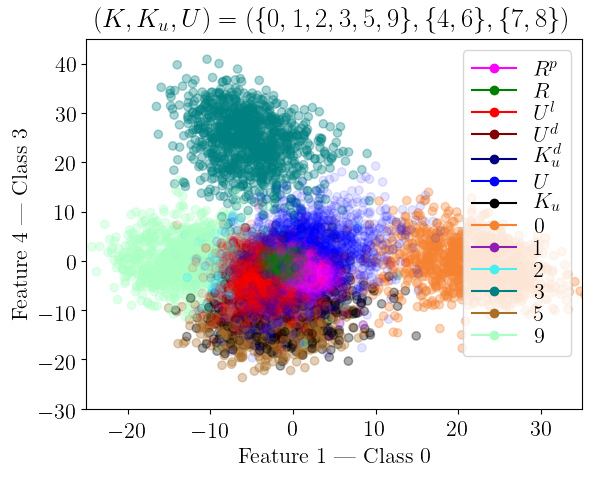 (K, K_u, U) = ({0, 1, 2, 3, 5, 9}, {4, 6}, {7, 8})
40
30
20
10
0
−10
−20
−30
−20
−10
0
10
20
30
Feature 4 — Class 3
Feature 1 — Class 0
R^p
R
U^l
U^d
K_u^d
U
K_u
0
1
2
3
5
9